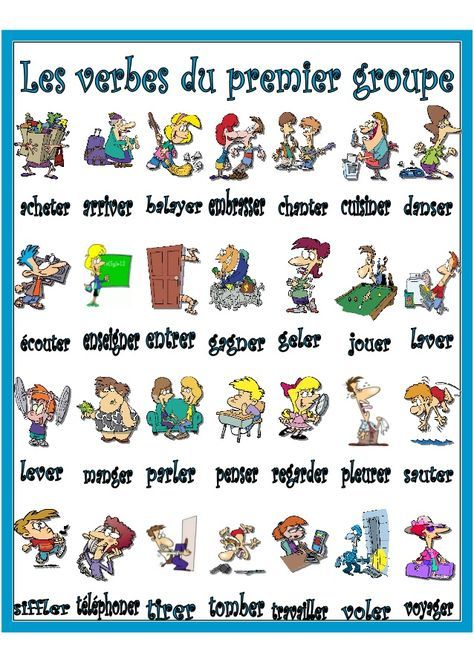 Les verbes du premier groupe
acheter arriver balayer embrasser chanter cuisiner danser
écouter enseigner entrer gagner geler jouer laver
lever manger parler penser regarder pleurer sauter
siffler téléphoner tirer tomber travailler voler voyager